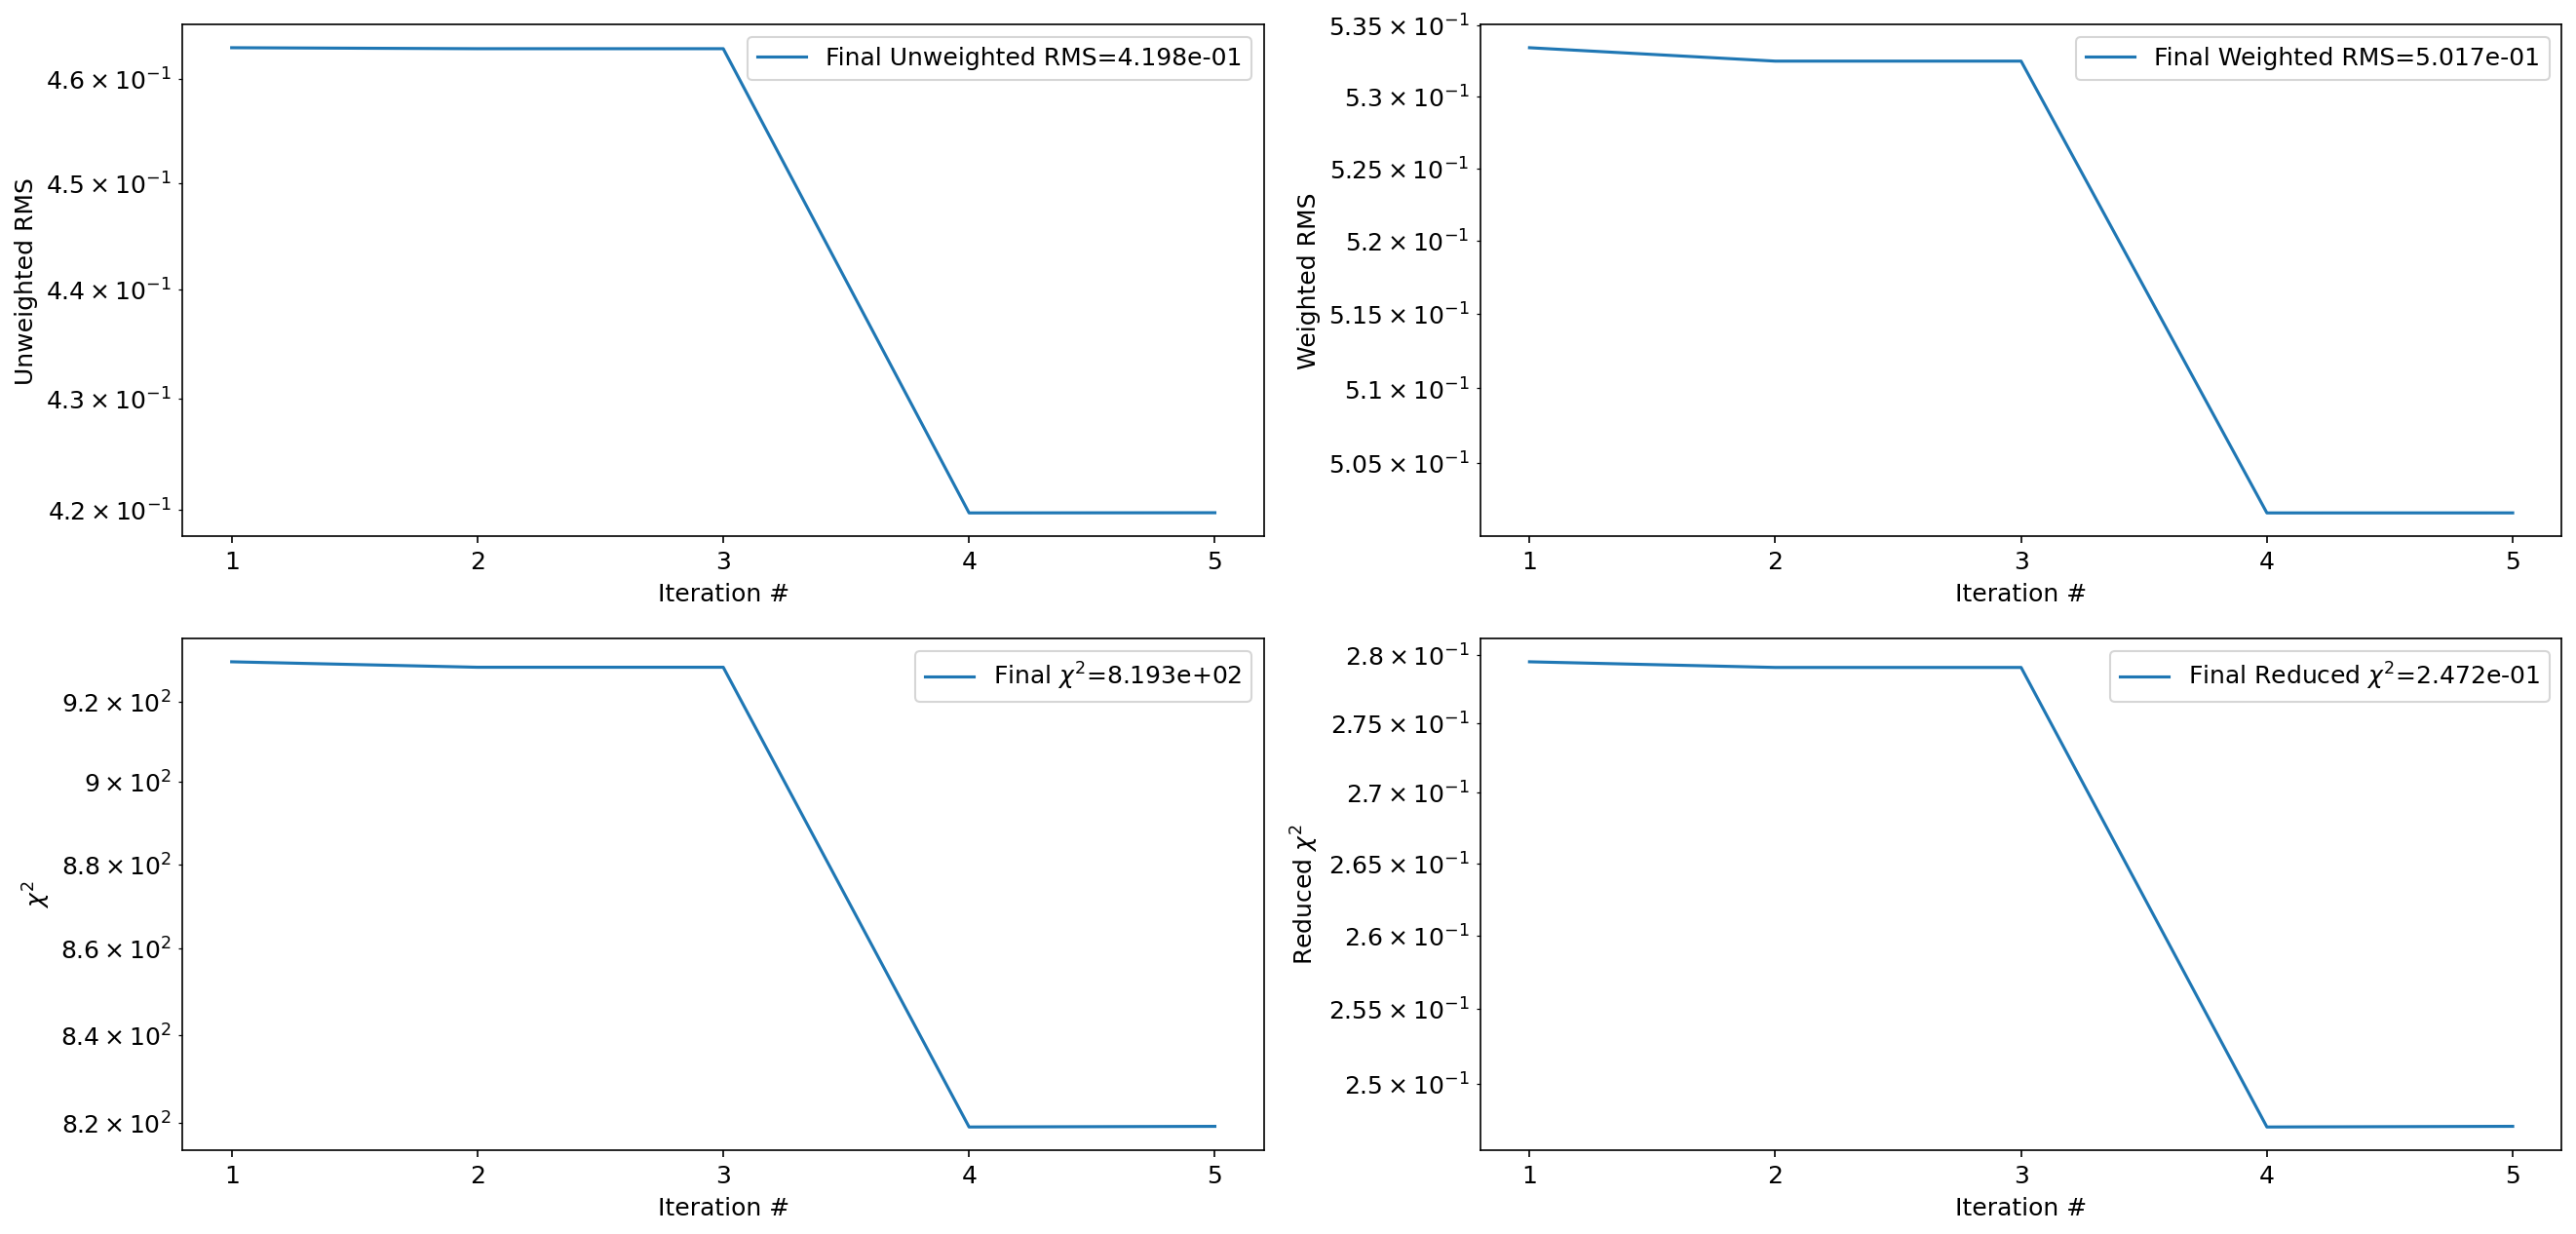 Unweighted RMS
4.6 × 10⁻¹
4.5 × 10⁻¹
4.4 × 10⁻¹
4.3 × 10⁻¹
4.2 × 10⁻¹
Final Unweighted RMS=4.198e-01
1 2 3 4 5
Iteration #
Weighted RMS
5.35 × 10⁻¹
5.3 × 10⁻¹
5.25 × 10⁻¹
5.2 × 10⁻¹
5.15 × 10⁻¹
5.1 × 10⁻¹
5.05 × 10⁻¹
Final Weighted RMS=5.017e-01
1 2 3 4 5
Iteration #
χ²
9.2 × 10²
9 × 10²
8.8 × 10²
8.6 × 10²
8.4 × 10²
8.2 × 10²
Final χ²=8.193e+02
1 2 3 4 5
Iteration #
Reduced χ²
2.8 × 10⁻¹
2.75 × 10⁻¹
2.7 × 10⁻¹
2.65 × 10⁻¹
2.6 × 10⁻¹
2.55 × 10⁻¹
2.5 × 10⁻¹
Final Reduced χ²=2.472e-01
1 2 3 4 5
Iteration #